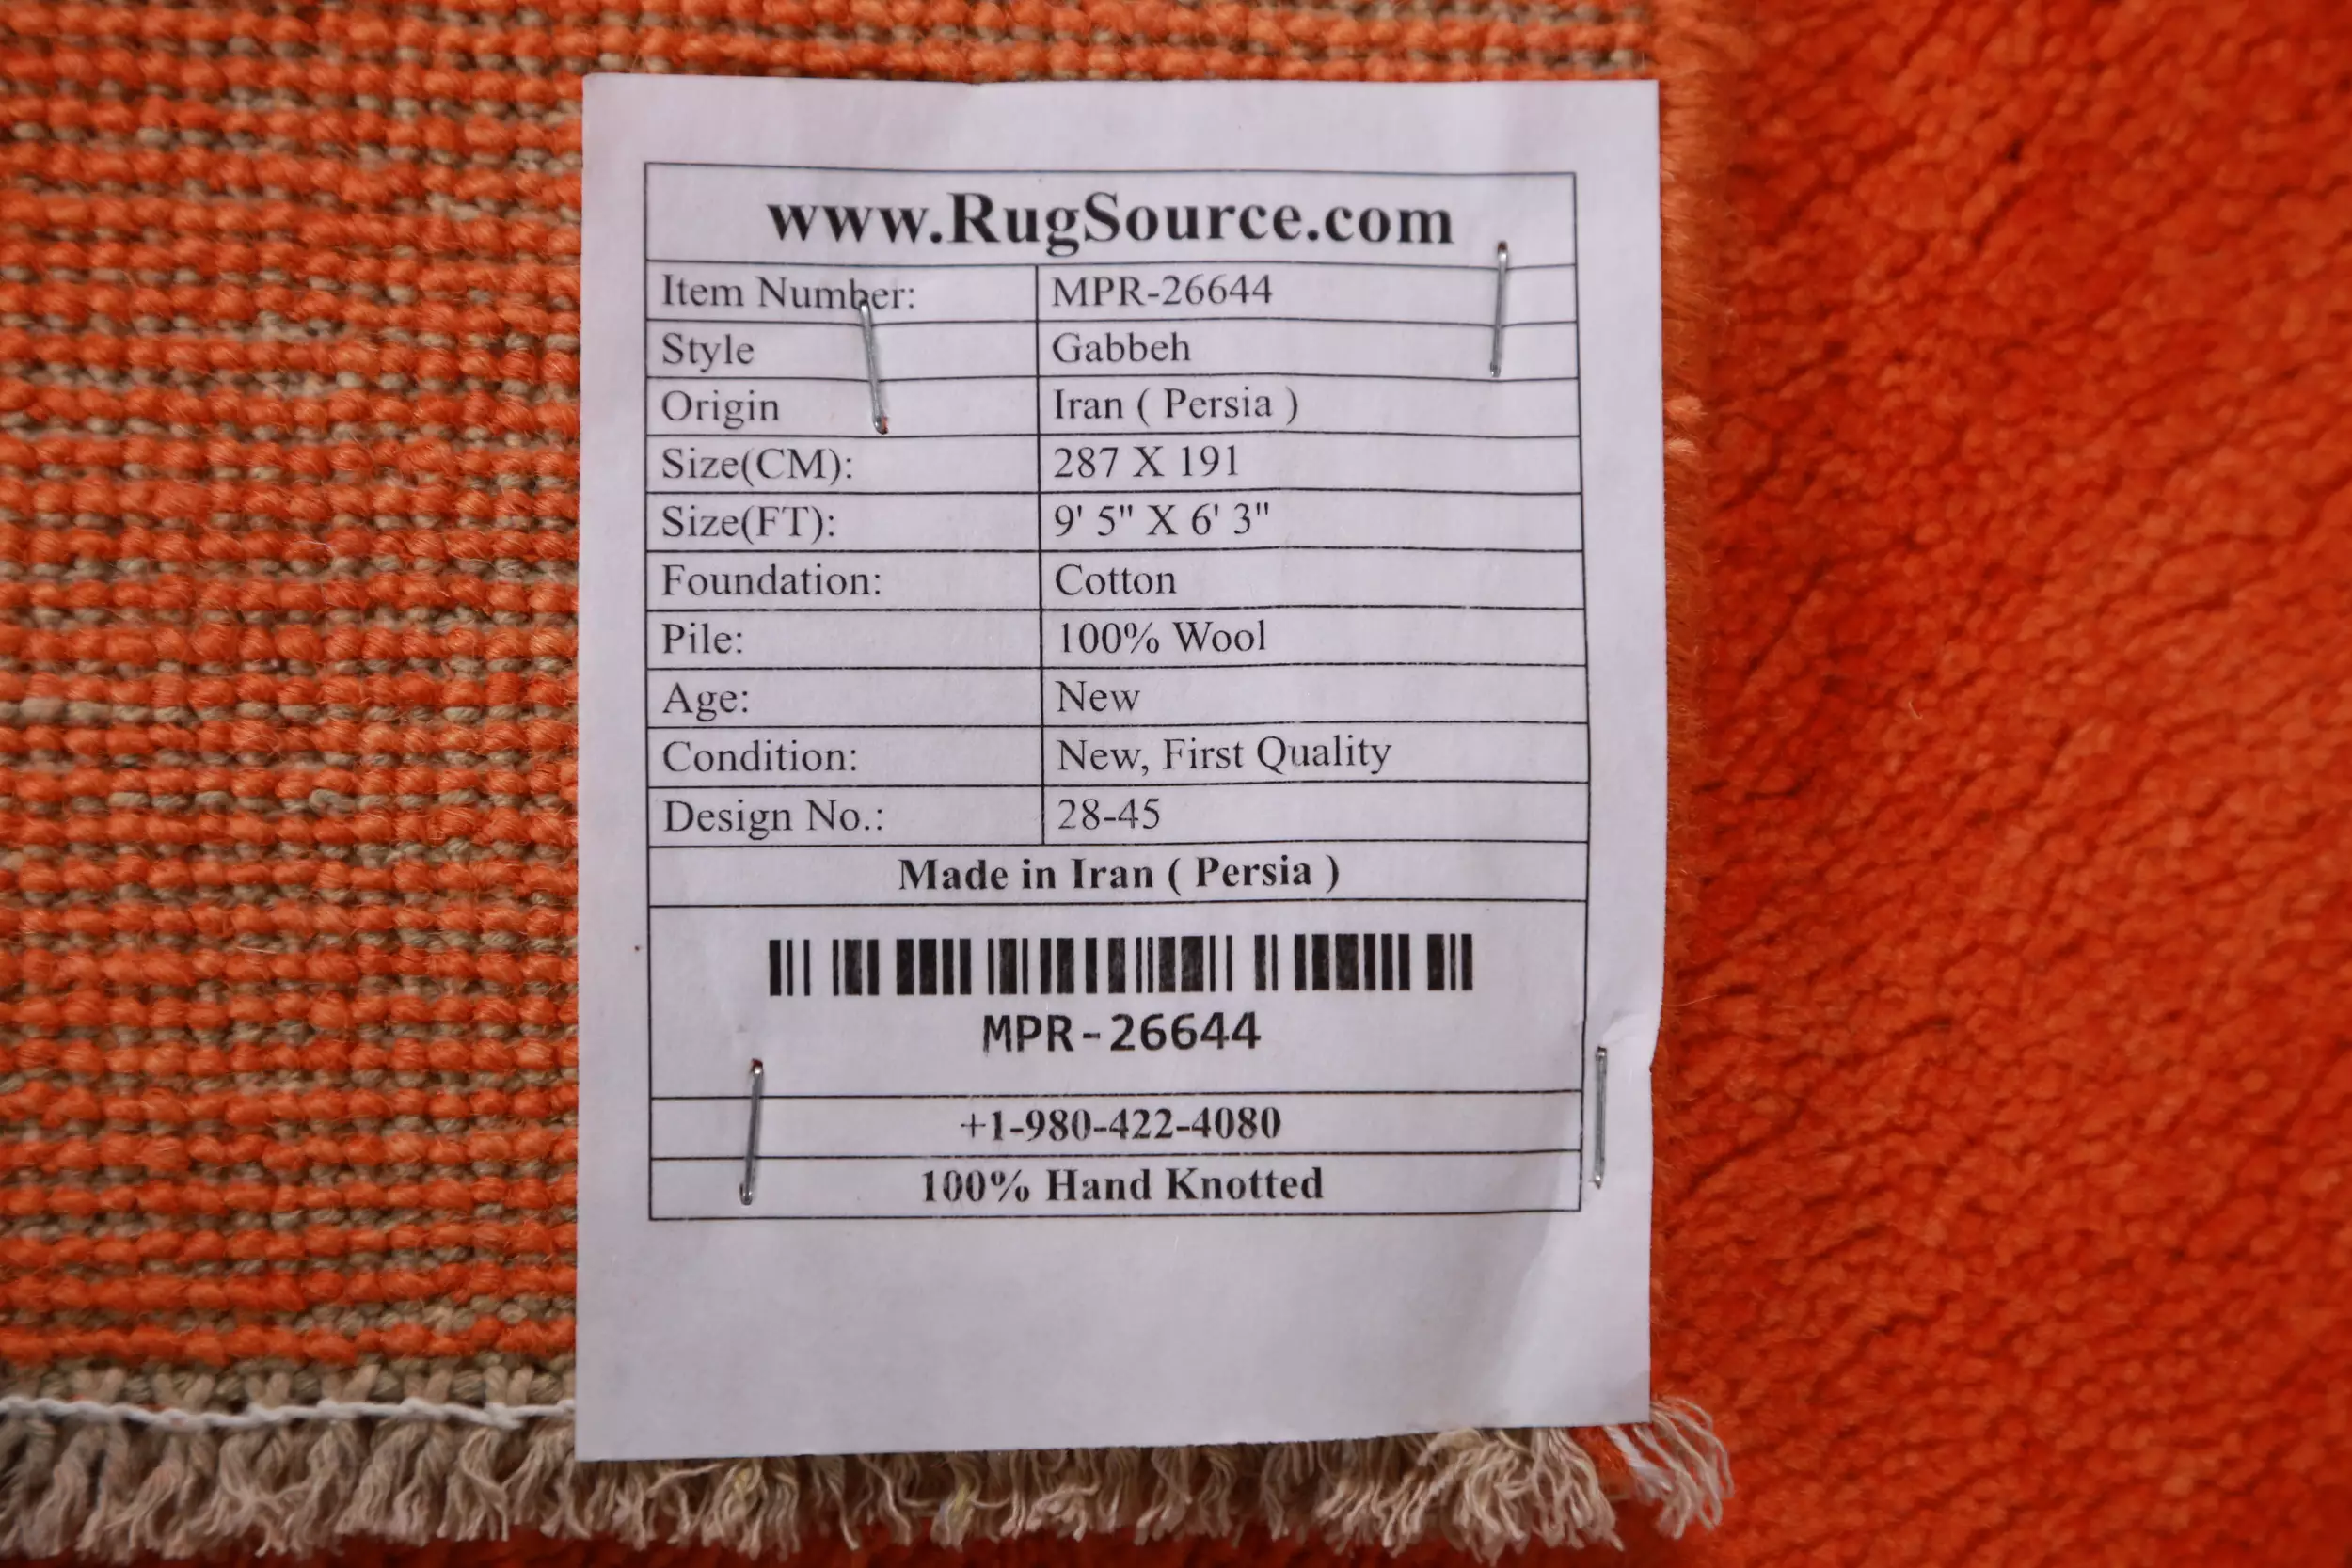 www.RugSource.com
Item Number: MPR-26644
Style Gabbeh
Origin Iran ( Persia )
Size(CM): 287 X 191
Size(FT): 9' 5" X 6' 3"
Foundation: Cotton
Pile: 100% Wool
Age: New
Condition: New, First Quality
Design No.: 28-45
Made in Iran ( Persia )
MPR-26644
+1-980-422-4080
100% Hand Knotted